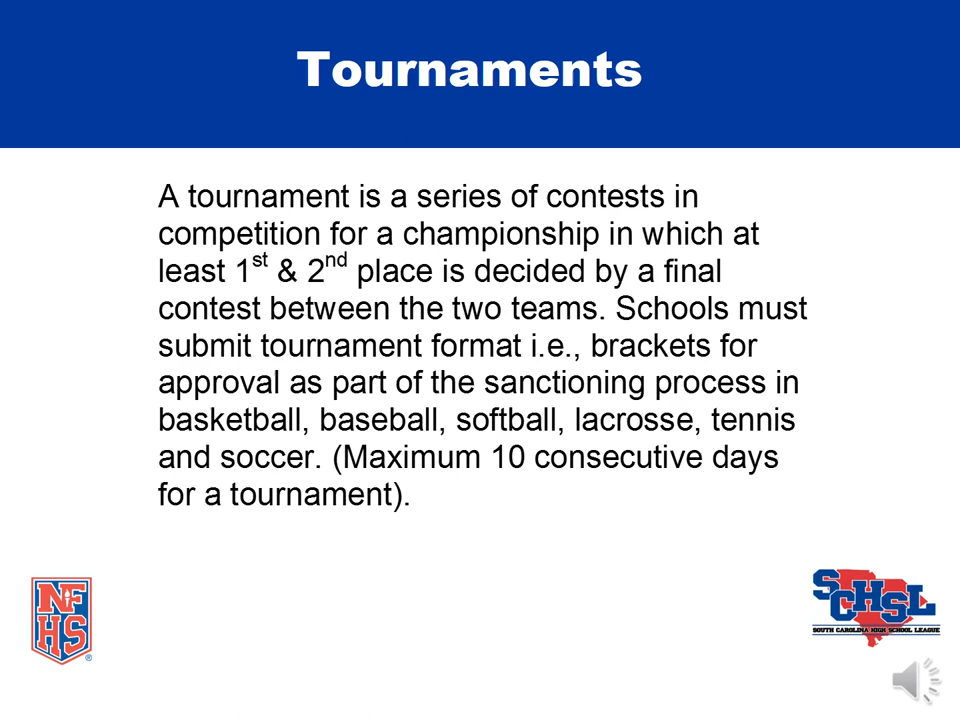 Tournaments
A tournament is a series of contests in
competition for a championship in which at
least 1st & 2nd place is decided by a final
contest between the two teams. Schools must
submit tournament format i.e., brackets for
approval as part of the sanctioning process in
basketball, baseball, softball, lacrosse, tennis
and soccer. (Maximum 10 consecutive days
for a tournament).
NF
HS
®
SCHSL
SOUTH CAROLINA HIGH SCHOOL LEAGUE